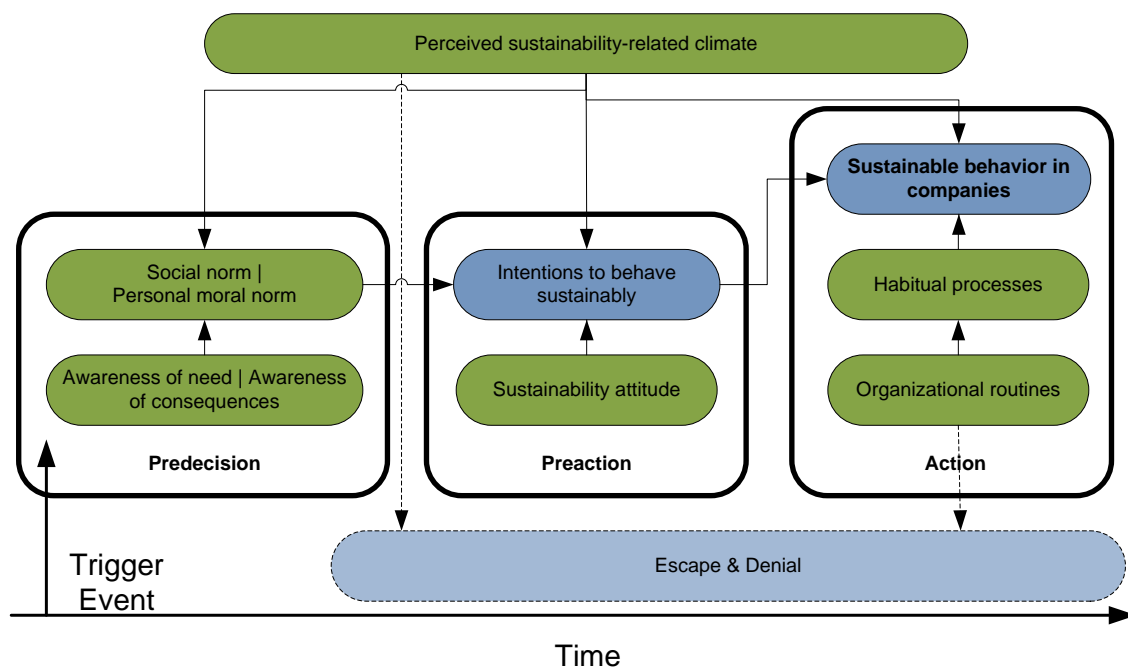 Perceived sustainability-related climate
Sustainable behavior in
companies
Social norm |
Personal moral norm
Intentions to behave
sustainably
Habitual processes
Awareness of need | Awareness
of consequences
Sustainability attitude
Organizational routines
Predecision
Preaction
Action
Escape & Denial
Trigger
Event
Time